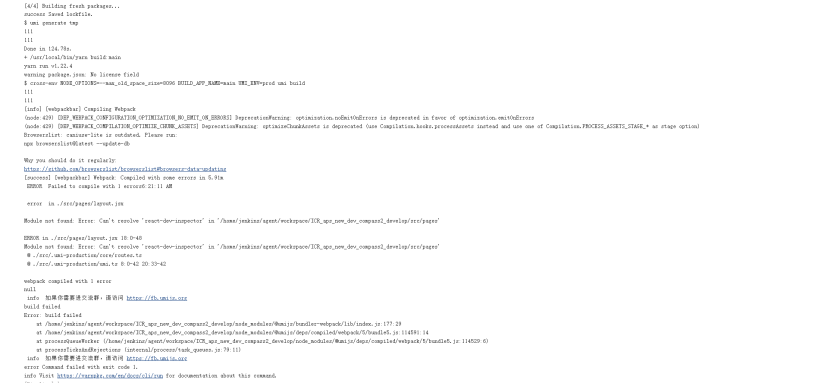 [4/4] Building fresh packages...
success Saved lockfile.
$ umi generate tmp
111
111
Done in 124.78s.
+ /usr/local/bin/yarn build:main
yarn run v1.22.4
warning package.json: No license field
$ cross-env NODE_OPTIONS=--max_old_space_size=8096 BUILD_APP_NAME=main UMI_ENV=prod umi build
111
111
[info] [webpackbar] Compiling Webpack
(node:429) [DEP_WEBPACK_CONFIGURATION_OPTIMIZATION_NO_EMIT_ON_ERRORS] DeprecationWarning: optimization.noEmitOnErrors is deprecated in favor of optimization.emitOnErrors
(node:429) [DEP_WEBPACK_COMPILATION_OPTIMIZE_CHUNK_ASSETS] DeprecationWarning: optimizeChunkAssets is deprecated (use Compilation.hooks.processAssets instead and use one of Compilation.PROCESS_ASSETS_STAGE_* as stage option)
Browserslist: caniuse-lite is outdated. Please run:
npx browserslist@latest --update-db
Why you should do it regularly:
https://github.com/browserslist/browserslist#browsers-data-updating
[success] [webpackbar] Webpack: Compiled with some errors in 5.91m
ERROR  Failed to compile with 1 errors6:21:11 AM
error  in ./src/pages/layout.jsx
Module not found: Error: Can't resolve 'react-dev-inspector' in '/home/jenkins/agent/workspace/ICR_aps_new_dev_compass2_develop/src/pages'
ERROR in ./src/pages/layout.jsx 18:0-48
Module not found: Error: Can't resolve 'react-dev-inspector' in '/home/jenkins/agent/workspace/ICR_aps_new_dev_compass2_develop/src/pages'
@ ./src/.umi-production/core/routes.ts
@ ./src/.umi-production/umi.ts 8:0-42 20:33-42
webpack compiled with 1 error
null
info  如果你需要进交流群，请访问 https://fb.umijs.org
build failed
Error: build failed
at /home/jenkins/agent/workspace/ICR_aps_new_dev_compass2_develop/node_modules/@umijs/bundler-webpack/lib/index.js:177:29
at /home/jenkins/agent/workspace/ICR_aps_new_dev_compass2_develop/node_modules/@umijs/deps/compiled/webpack/5/bundle5.js:114591:14
at processQueueWorker (/home/jenkins/agent/workspace/ICR_aps_new_dev_compass2_develop/node_modules/@umijs/deps/compiled/webpack/5/bundle5.js:114529:6)
at processTicksAndRejections (internal/process/task_queues.js:79:11)
info  如果你需要进交流群，请访问 https://fb.umijs.org
error Command failed with exit code 1.
info Visit https://yarnpkg.com/en/docs/cli/run for documentation about this command.